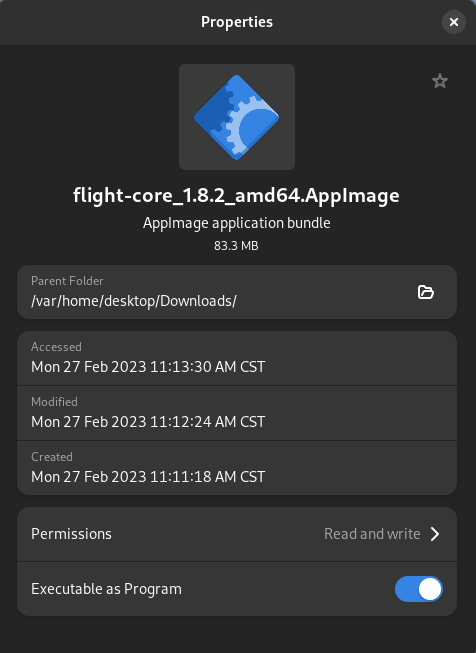 Properties
flight-core_1.8.2_amd64.AppImage
AppImage application bundle
83.3 MB
Parent Folder
/var/home/desktop/Downloads/
Accessed
Mon 27 Feb 2023 11:13:30 AM CST
Modified
Mon 27 Feb 2023 11:12:24 AM CST
Created
Mon 27 Feb 2023 11:11:18 AM CST
Permissions
Read and write
Executable as Program